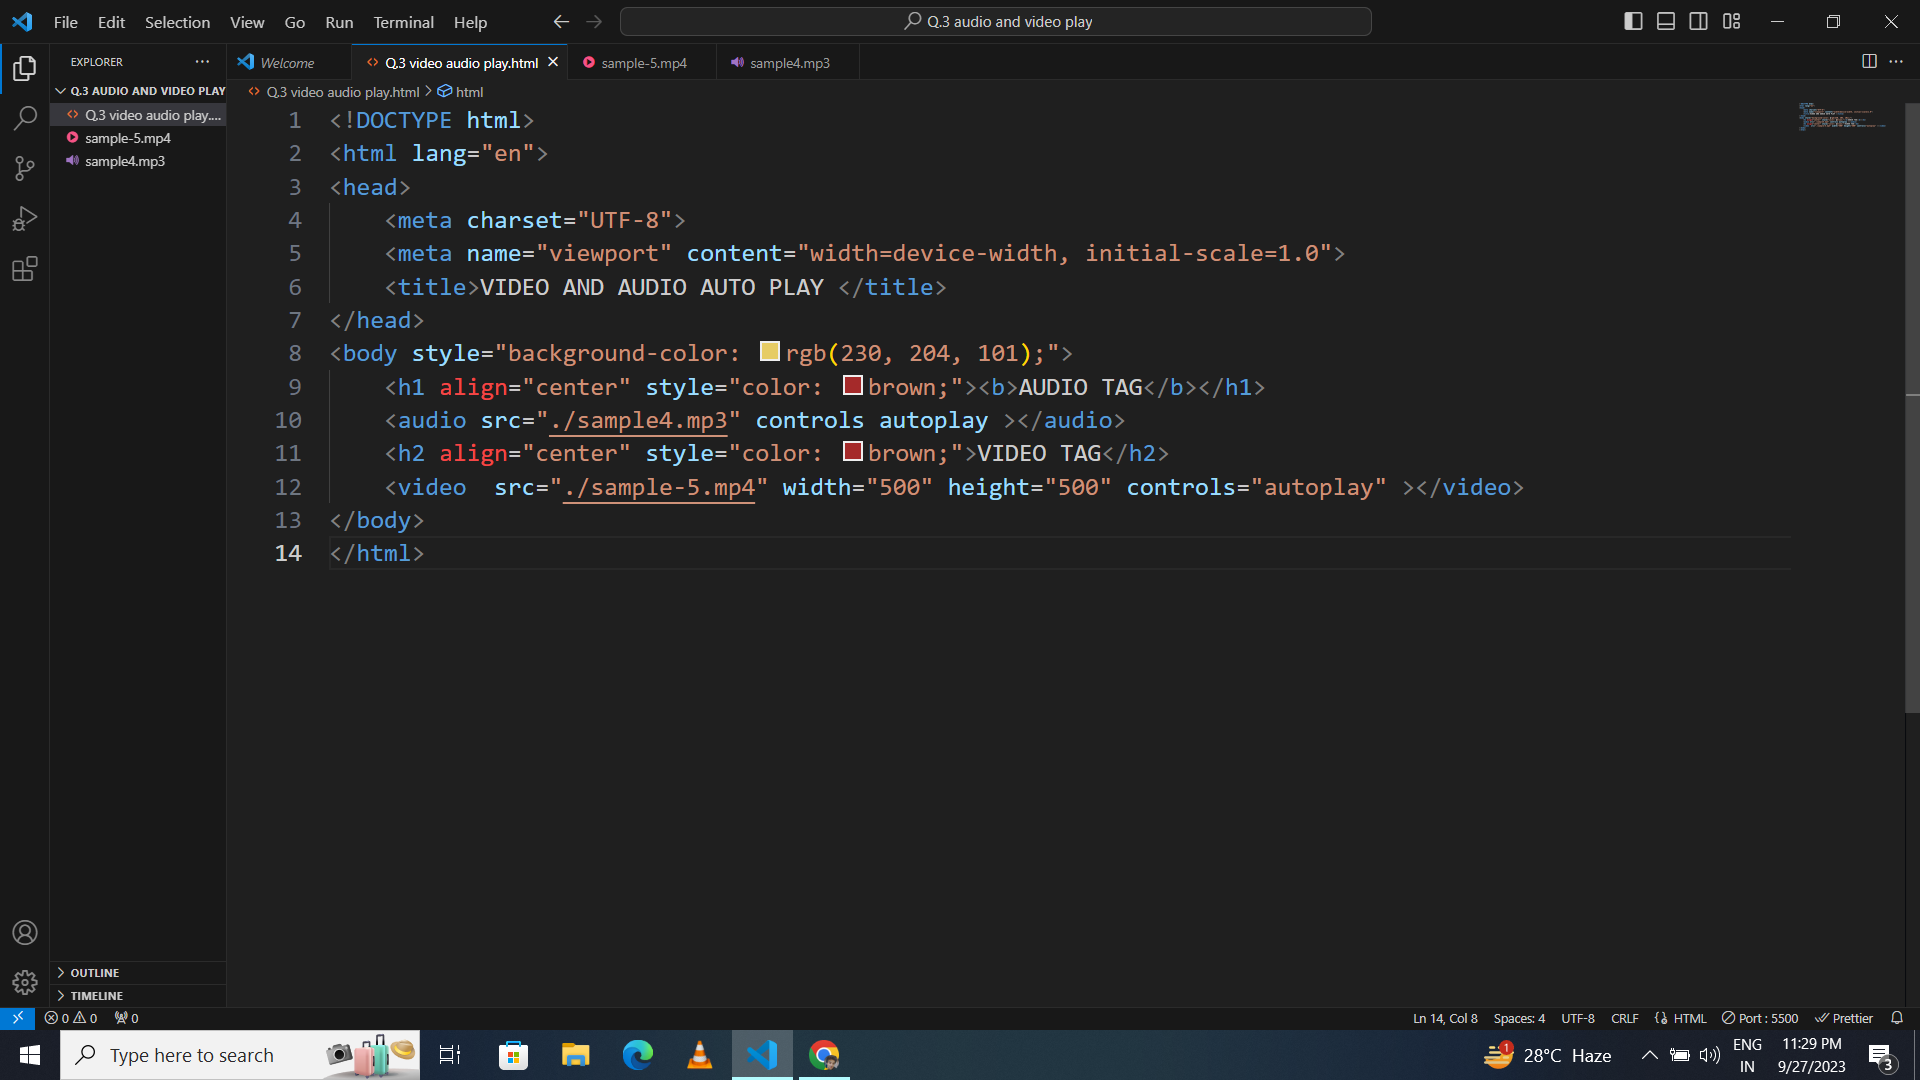 File Edit Selection View Go Run Terminal Help
Q.3 audio and video play
EXPLORER
Welcome
Q.3 video audio play.html
sample-5.mp4
sample4.mp3
Q.3 AUDIO AND VIDEO PLAY
Q.3 video audio play....
sample-5.mp4
sample4.mp3
Q.3 video audio play.html > html
1 <!DOCTYPE html>
2 <html lang="en">
3 <head>
4 <meta charset="UTF-8">
5 <meta name="viewport" content="width=device-width, initial-scale=1.0">
6 <title>VIDEO AND AUDIO AUTO PLAY </title>
7 </head>
8 <body style="background-color: rgb(230, 204, 101);">
9 <h1 align="center" style="color: brown;"><b>AUDIO TAG</b></h1>
10 <audio src="./sample4.mp3" controls autoplay ></audio>
11 <h2 align="center" style="color: brown;">VIDEO TAG</h2>
12 <video  src="./sample-5.mp4" width="500" height="500" controls="autoplay" ></video>
13 </body>
14 </html>
OUTLINE
TIMELINE
0 0 0
Ln 14, Col 8 Spaces: 4 UTF-8 CRLF {} HTML Port : 5500 Prettier
Type here to search
1
28°C Haze
ENG
IN
11:29 PM
9/27/2023
3